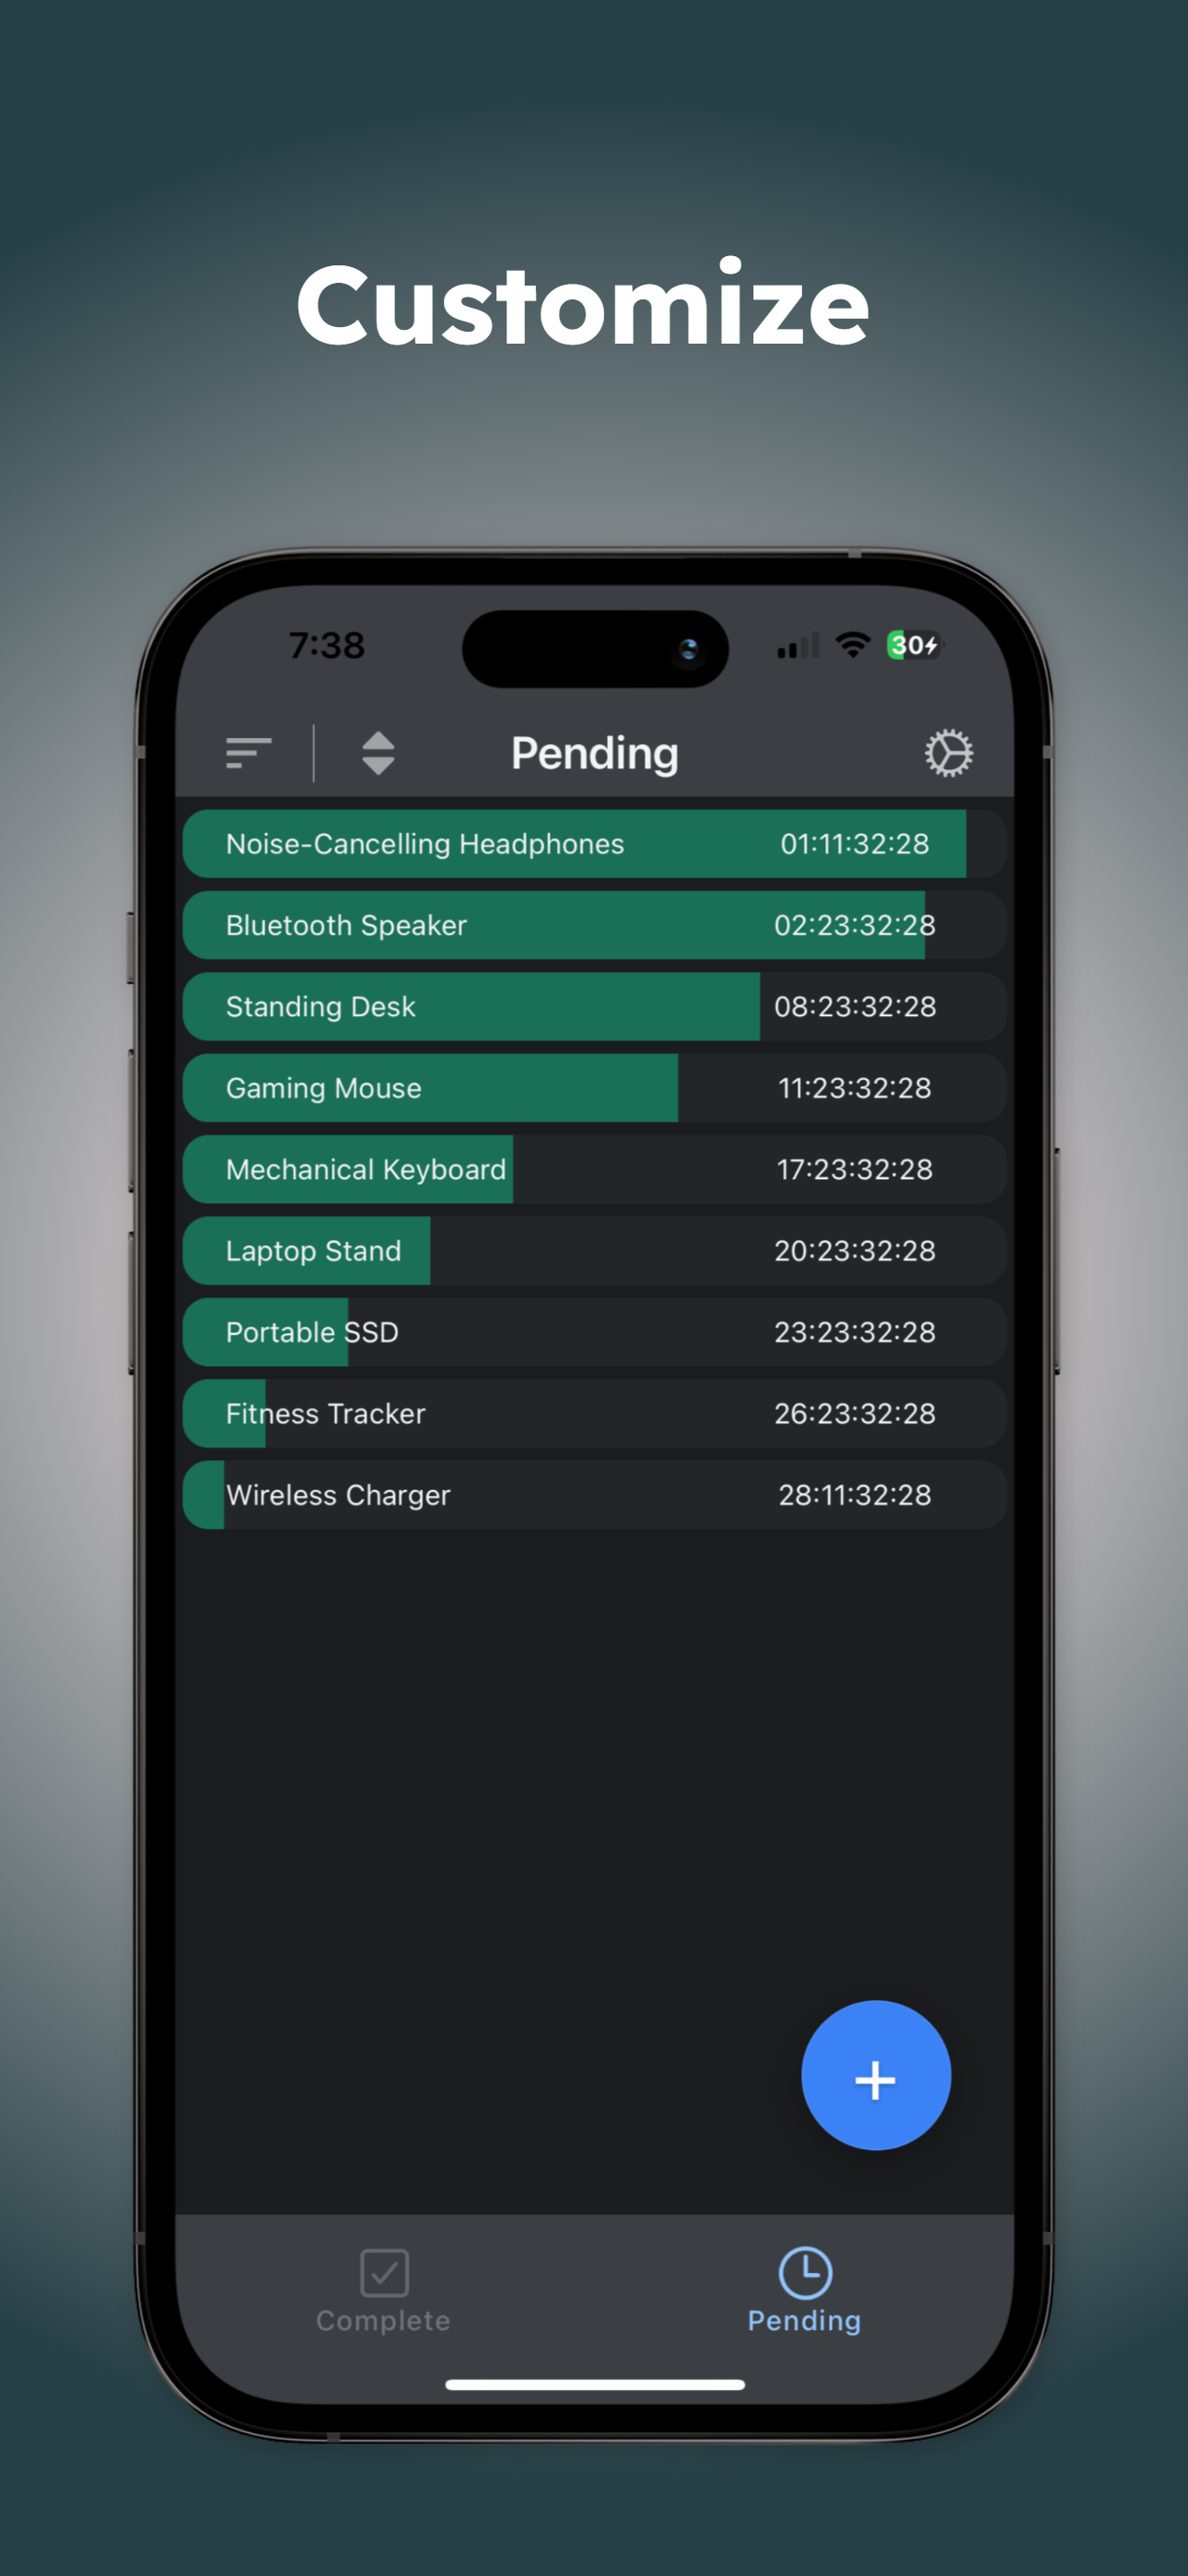 Customize
7:38
30
Pending
Noise-Cancelling Headphones 01:11:32:28
Bluetooth Speaker 02:23:32:28
Standing Desk 08:23:32:28
Gaming Mouse 11:23:32:28
Mechanical Keyboard 17:23:32:28
Laptop Stand 20:23:32:28
Portable SSD 23:23:32:28
Fitness Tracker 26:23:32:28
Wireless Charger 28:11:32:28
+
Complete Pending